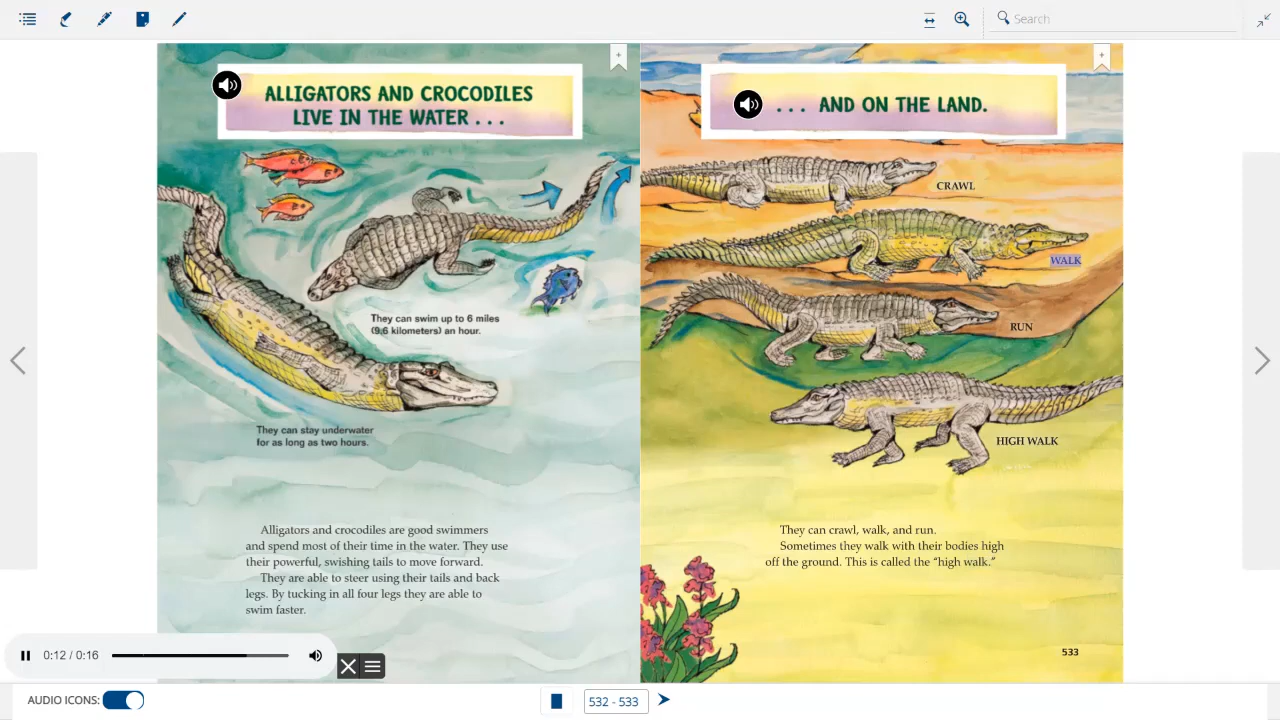 Search
ALLIGATORS AND CROCODILES
LIVE IN THE WATER . . .
They can swim up to 6 miles
(9.6 kilometers) an hour.
They can stay underwater
for as long as two hours.
Alligators and crocodiles are good swimmers
and spend most of their time in the water. They use
their powerful, swishing tails to move forward.
They are able to steer using their tails and back
legs. By tucking in all four legs they are able to
swim faster.
. . . AND ON THE LAND.
CRAWL
WALK
RUN
HIGH WALK
They can crawl, walk, and run.
Sometimes they walk with their bodies high
off the ground. This is called the “high walk.”
533
0:12 / 0:16
AUDIO ICONS:
532 - 533